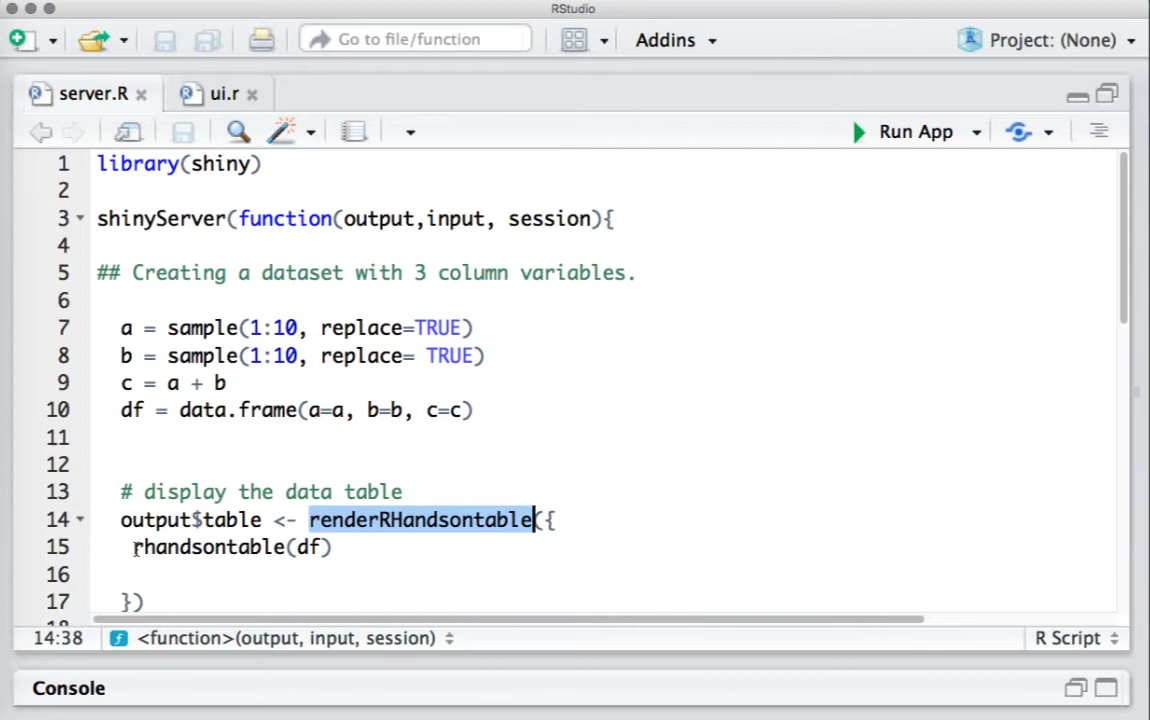 RStudio
Go to file/function Addins Project: (None)
server.R ui.r
Run App
1 library(shiny)
2
3 shinyServer(function(output,input, session){
4
5 ## Creating a dataset with 3 column variables.
6
7 a = sample(1:10, replace=TRUE)
8 b = sample(1:10, replace= TRUE)
9 c = a + b
10 df = data.frame(a=a, b=b, c=c)
11
12
13 # display the data table
14 output$table <- renderRHandsontable({
15 rhandsontable(df)
16
17 })
14:38 <function>(output, input, session) R Script
Console